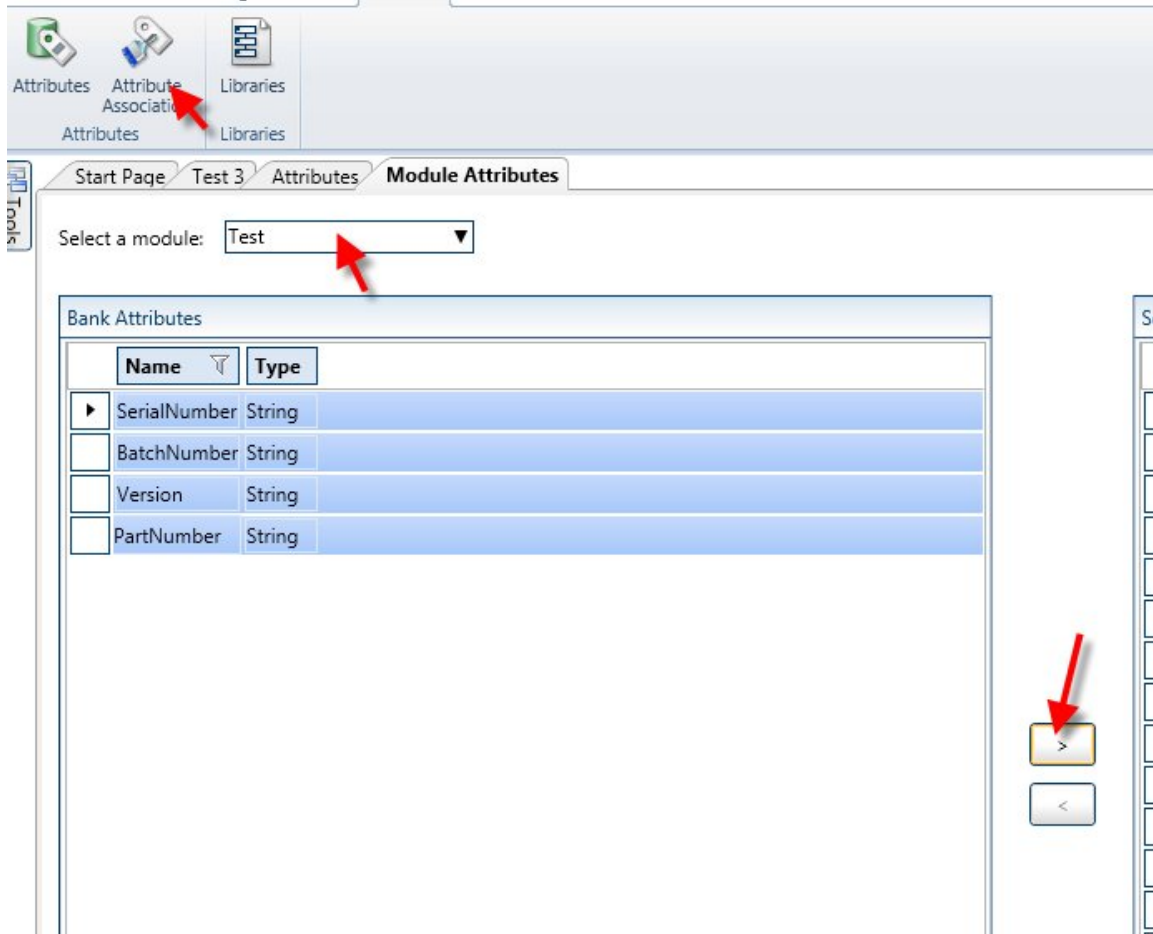 Attributes
Attribute
Associati
Libraries
Attributes
Libraries
Tools
Start Page
Test 3
Attributes
Module Attributes
Select a module:
Test
Bank Attributes
S
Name
Type
SerialNumber String
BatchNumber String
Version String
PartNumber String
>
<